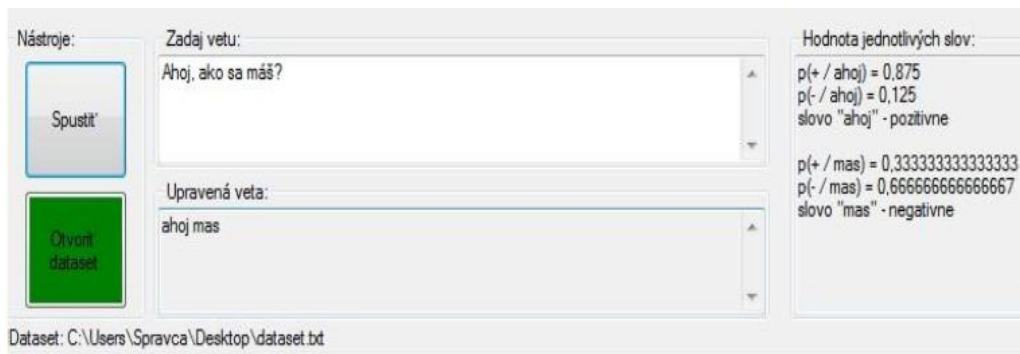 Nástroje:
Spustiť
Otvoriť
dataset
Zadaj vetu:
Ahoj, ako sa máš?
Upravená veta:
ahoj mas
Hodnota jednotlivých slov:
p(+ / ahoj) = 0,875
p(- / ahoj) = 0,125
slovo "ahoj" - pozitivne
p(+ / mas) = 0,333333333333333
p(- / mas) = 0,666666666666667
slovo "mas" - negativne
Dataset: C:\Users\Spravca\Desktop\dataset.txt